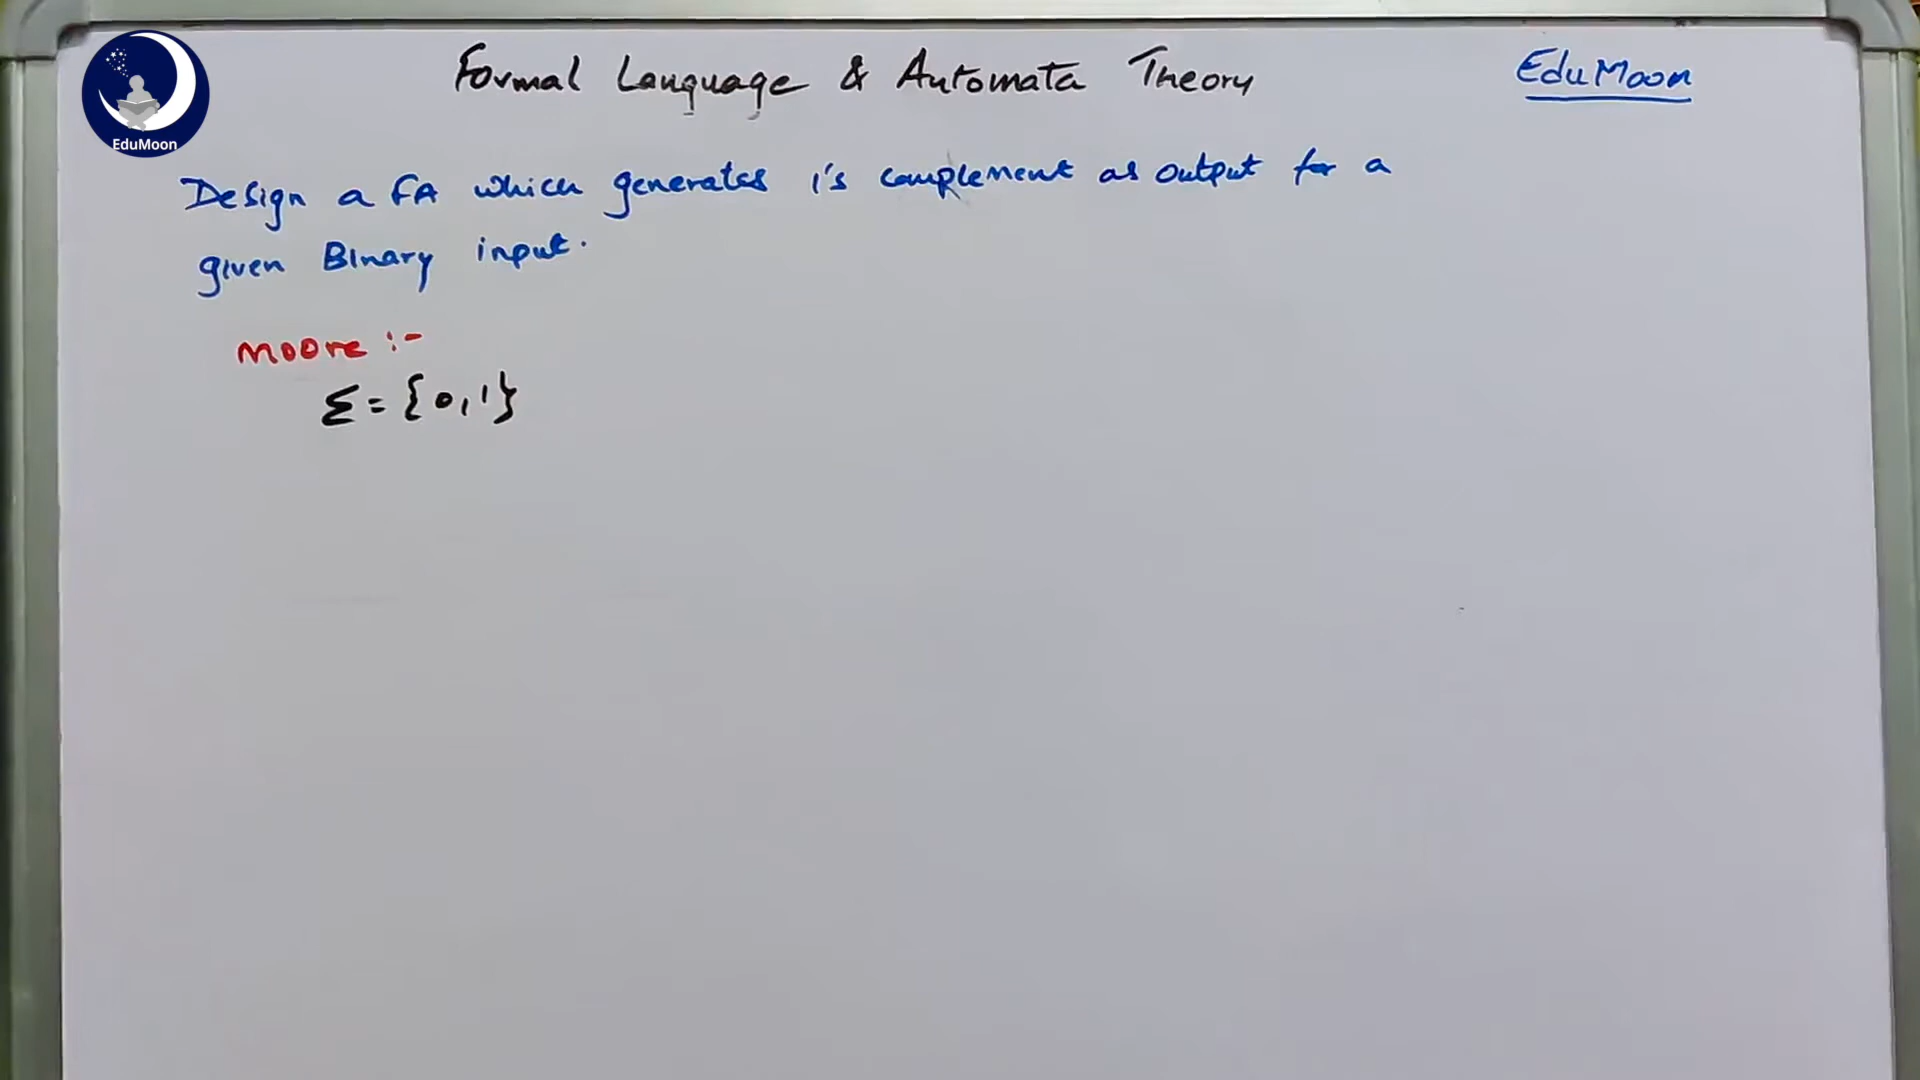 EduMoon
Formal Language & Automata Theory
EduMoon
Design a FA which generates 1's complement as output for a
given Binary input.
Moore :-
Σ = {0,1}